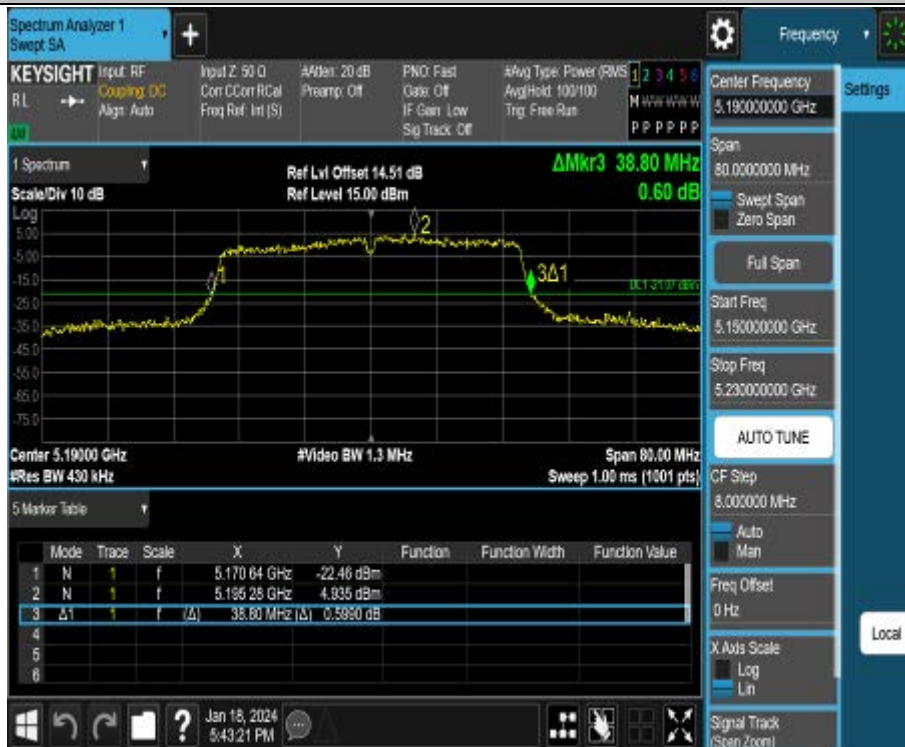 Spectrum Analyzer 1
Swept SA
+
Frequency
KEYSIGHT Input: RF Input Z: 50 Ω #Atten: 20 dB PNO: Fast #Avg Type: Power (RMS 1 2 3 4 5 6
RL Coupling: DC Corr CCorr RCal Preamp: Off Gate: Off Avg|Hold: 100/100 M W W W W W
Align: Auto Freq Ref: Int (S) IF Gain: Low Trig: Free Run
Sig Track: Off P P P P P P
Center Frequency
5.190000000 GHz
Settings
Span
80.0000000 MHz
Swept Span
Zero Span
Full Span
Start Freq
5.150000000 GHz
Stop Freq
5.230000000 GHz
AUTO TUNE
CF Step
8.000000 MHz
Auto
Man
Freq Offset
0 Hz
X Axis Scale
Log
Lin
Signal Track
(Span Zoom)
Local
1 Spectrum
Scale/Div 10 dB
Ref Lvl Offset 14.51 dB
Ref Level 15.00 dBm
ΔMkr3 38.80 MHz
0.60 dB
Log
5.00
-5.00
-15.0
-25.0
-35.0
-45.0
-55.0
-65.0
-75.0
1
2
3Δ1
DL1 -21.07 dBm
Center 5.19000 GHz #Video BW 1.3 MHz Span 80.00 MHz
#Res BW 430 kHz Sweep 1.00 ms (1001 pts)
5 Marker Table
Mode Trace Scale X Y Function Function Width Function Value
1 N 1 f 5.170 64 GHz -22.46 dBm
2 N 1 f 5.195 28 GHz 4.935 dBm
3 Δ1 1 f (Δ) 38.80 MHz (Δ) 0.5990 dB
4
5
6
?
Jan 18, 2024
5:43:21 PM